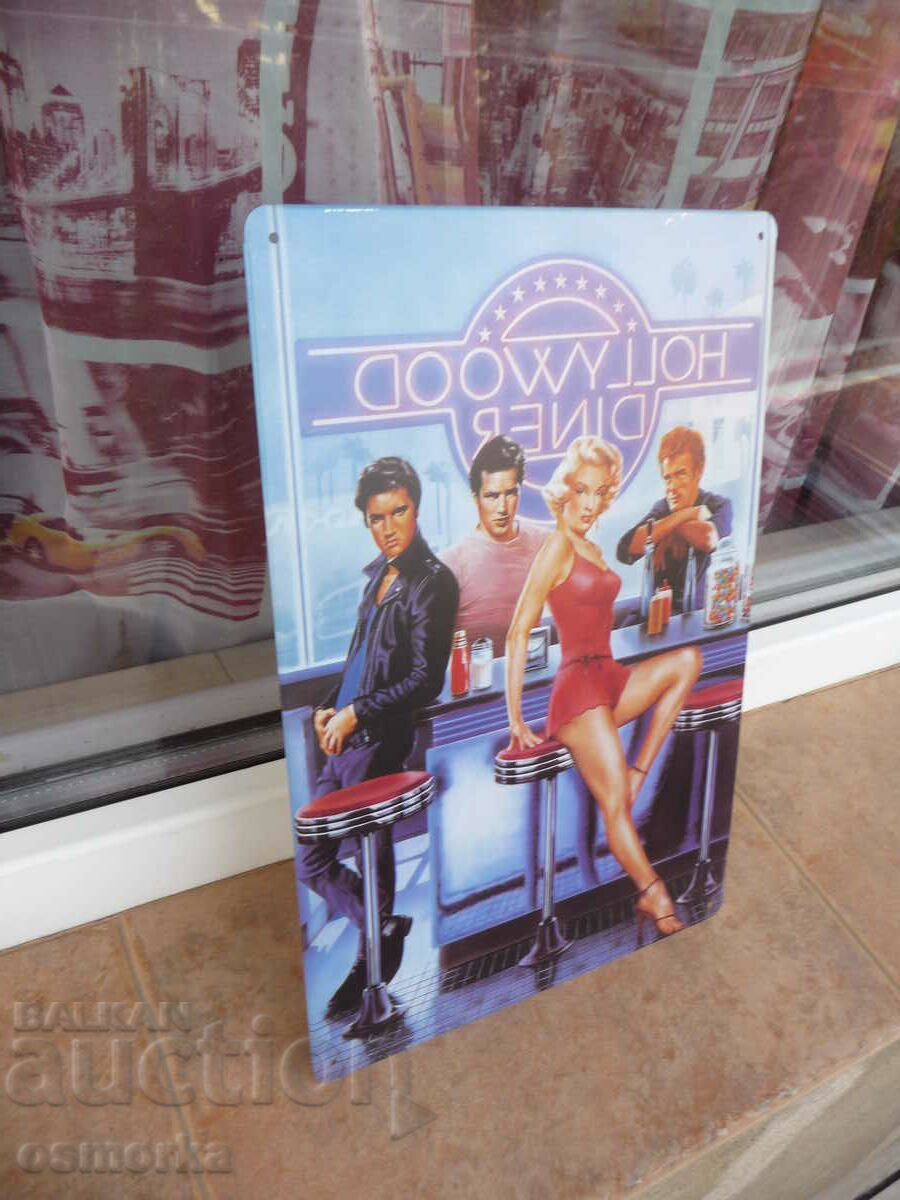 HOLLYWOOD
DINER
BALKAN
auction
osmorka